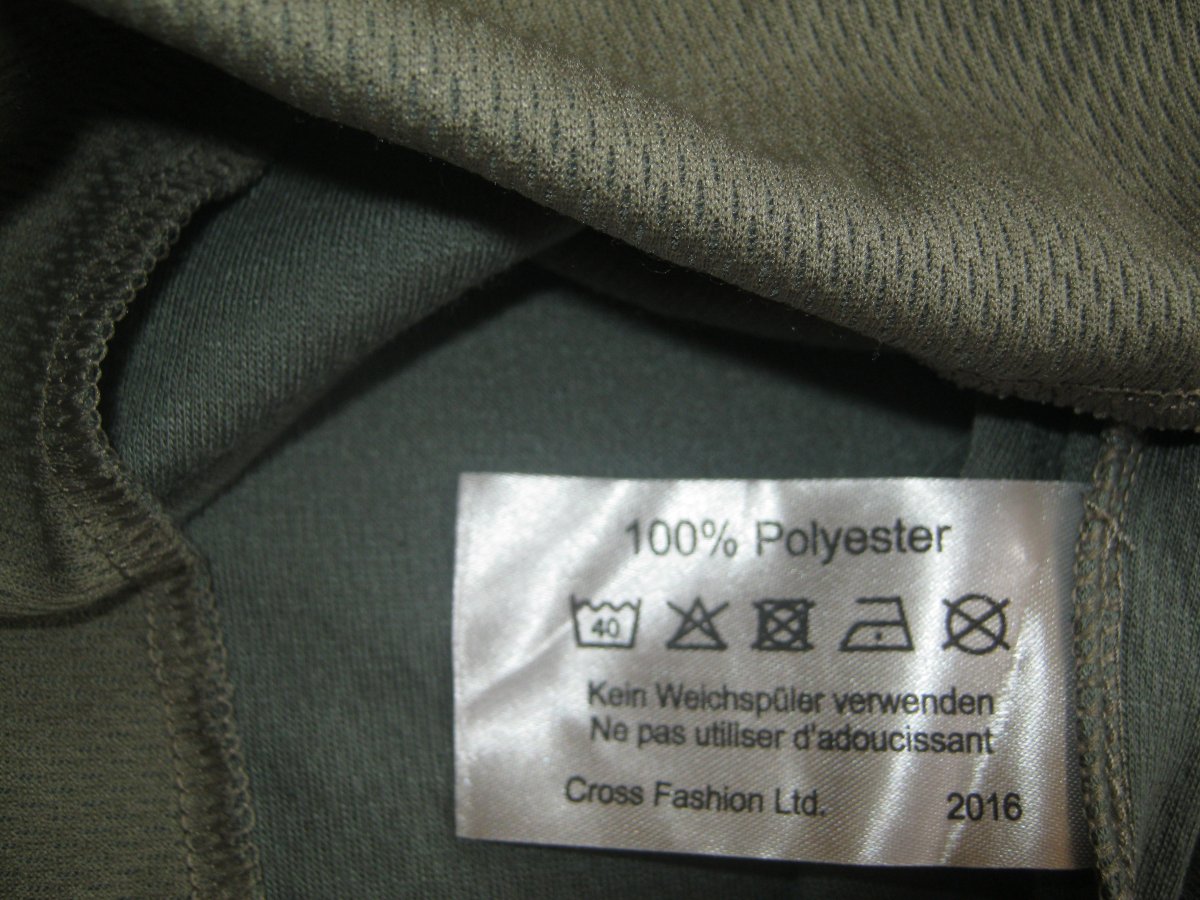 100% Polyester
40
Kein Weichspüler verwenden
Ne pas utiliser d'adoucissant
Cross Fashion Ltd. 2016